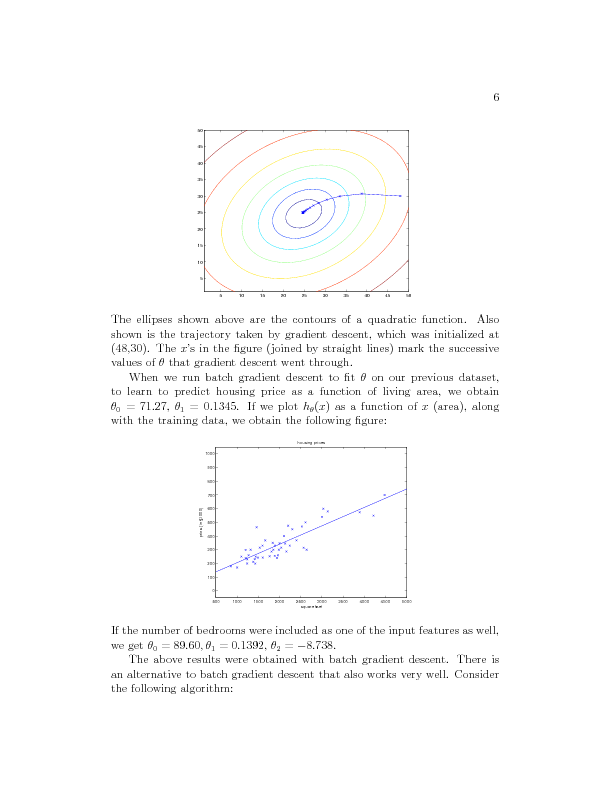 6
50
45
40
35
30
25
20
15
10
5
5 10 15 20 25 30 35 40 45 50
The ellipses shown above are the contours of a quadratic function. Also
shown is the trajectory taken by gradient descent, which was initialized at
(48,30). The x's in the figure (joined by straight lines) mark the successive
values of θ that gradient descent went through.
When we run batch gradient descent to fit θ on our previous dataset,
to learn to predict housing price as a function of living area, we obtain
θ₀ = 71.27, θ₁ = 0.1345. If we plot hθ(x) as a function of x (area), along
with the training data, we obtain the following figure:
housing prices
1000
900
800
700
600
500
400
300
200
100
0
price (in $1000)
500 1000 1500 2000 2500 3000 3500 4000 4500 5000
square feet
If the number of bedrooms were included as one of the input features as well,
we get θ₀ = 89.60, θ₁ = 0.1392, θ₂ = −8.738.
The above results were obtained with batch gradient descent. There is
an alternative to batch gradient descent that also works very well. Consider
the following algorithm: